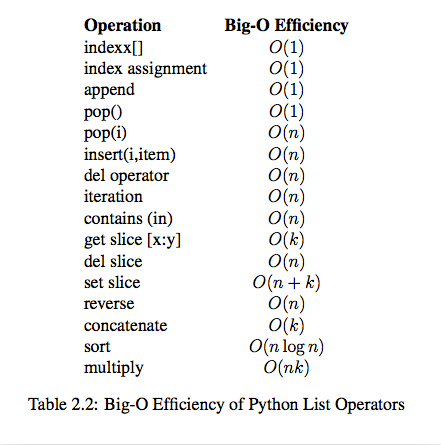 Operation Big-O Efficiency
indexx[] O(1)
index assignment O(1)
append O(1)
pop() O(1)
pop(i) O(n)
insert(i,item) O(n)
del operator O(n)
iteration O(n)
contains (in) O(n)
get slice [x:y] O(k)
del slice O(n)
set slice O(n + k)
reverse O(n)
concatenate O(k)
sort O(n log n)
multiply O(nk)
Table 2.2: Big-O Efficiency of Python List Operators